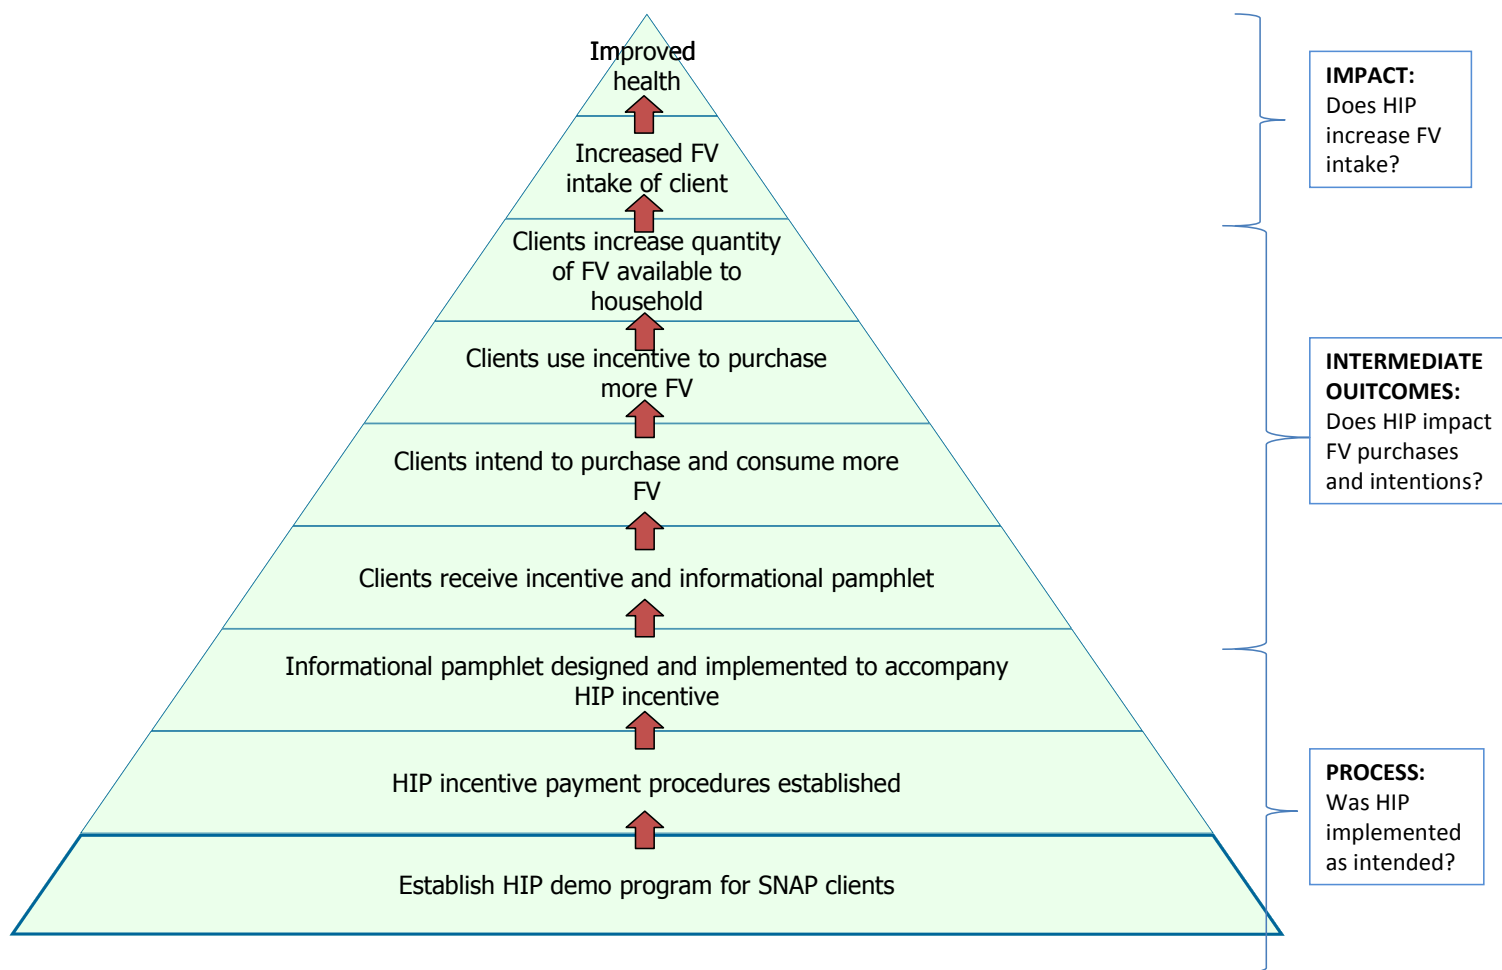 Improved
health
Increased FV
intake of client
Clients increase quantity
of FV available to
household
Clients use incentive to purchase
more FV
Clients intend to purchase and consume more
FV
Clients receive incentive and informational pamphlet
Informational pamphlet designed and implemented to accompany
HIP incentive
HIP incentive payment procedures established
Establish HIP demo program for SNAP clients
IMPACT:
Does HIP
increase FV
intake?
INTERMEDIATE
OUITCOMES:
Does HIP impact
FV purchases
and intentions?
PROCESS:
Was HIP
implemented
as intended?